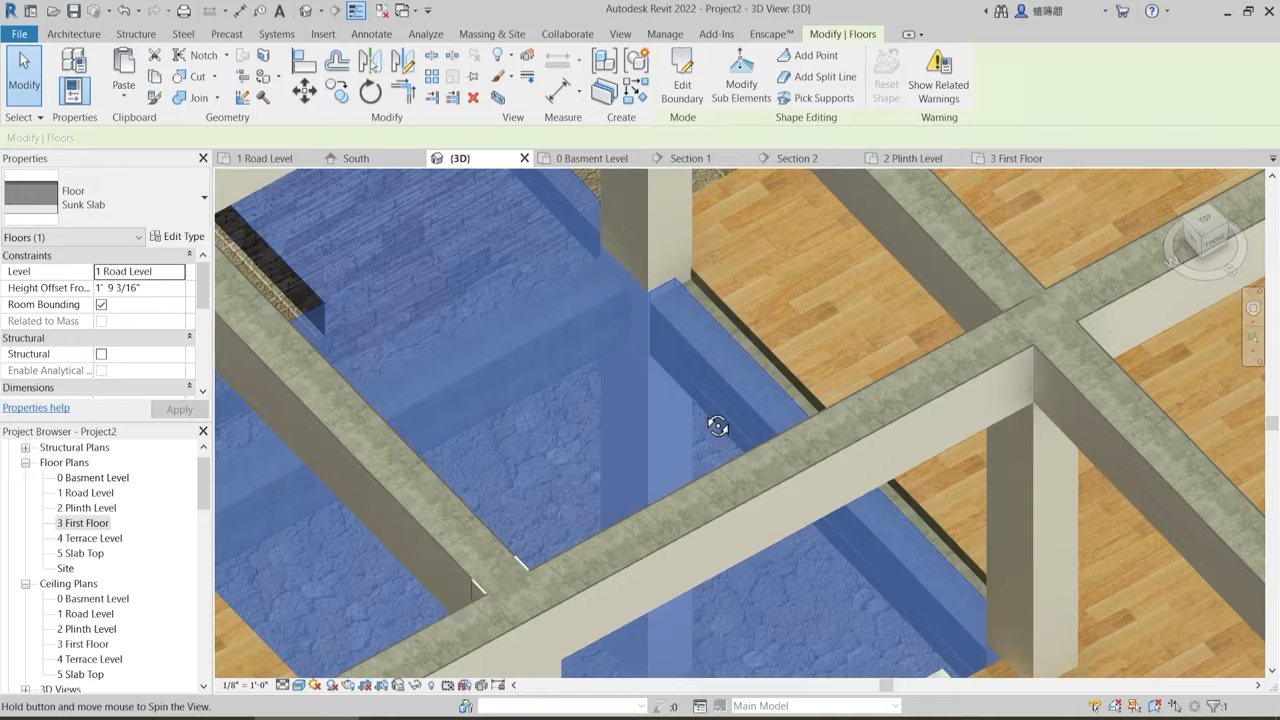 Autodesk Revit 2022 - Project2 - 3D View: {3D}
File Architecture Structure Steel Precast Systems Insert Annotate Analyze Massing & Site Collaborate View Manage Add-Ins Enscape™ Modify | Floors
Modify
Paste
Notch
Cut
Join
Edit Boundary
Modify Sub Elements
Add Point
Add Split Line
Pick Supports
Reset Shape
Show Related Warnings
Select Properties Clipboard Geometry Modify View Measure Create Mode Shape Editing Warning
Modify | Floors
Properties
1 Road Level South {3D} 0 Basment Level Section 1 Section 2 2 Plinth Level 3 First Floor
Floor
Sunk Slab
Floors (1) Edit Type
Constraints
Level 1 Road Level
Height Offset Fro... 1' 9 3/16"
Room Bounding
Related to Mass
Structural
Structural
Enable Analytical ...
Dimensions
Properties help Apply
Project Browser - Project2
Structural Plans
Floor Plans
0 Basment Level
1 Road Level
2 Plinth Level
3 First Floor
4 Terrace Level
5 Slab Top
Site
Ceiling Plans
0 Basment Level
1 Road Level
2 Plinth Level
3 First Floor
4 Terrace Level
5 Slab Top
3D Views
TOP
FRONT
W
S
1/8" = 1'-0"
Hold button and move mouse to Spin the View.
:0
Main Model
:1